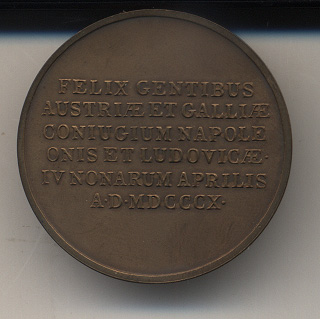 FELIX GENTIBUS
AUSTRIÆ ET GALLIÆ
CONIUGIUM NAPOLE
ONIS ET LUDOVICÆ·
IV NONARUM APRILIS
A·D·MDCCCX·